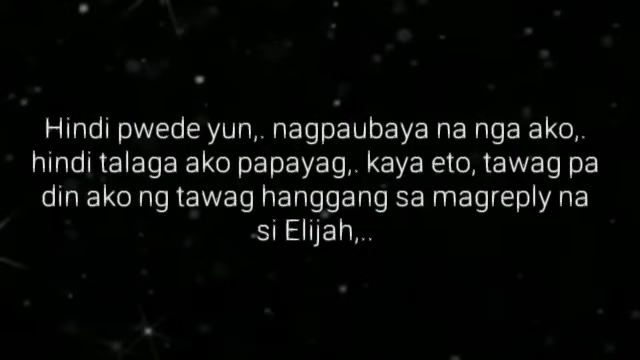 Hindi pwede yun,. nagpaubaya na nga ako,.
hindi talaga ako papayag,. kaya eto, tawag pa
din ako ng tawag hanggang sa magreply na
si Elijah,..